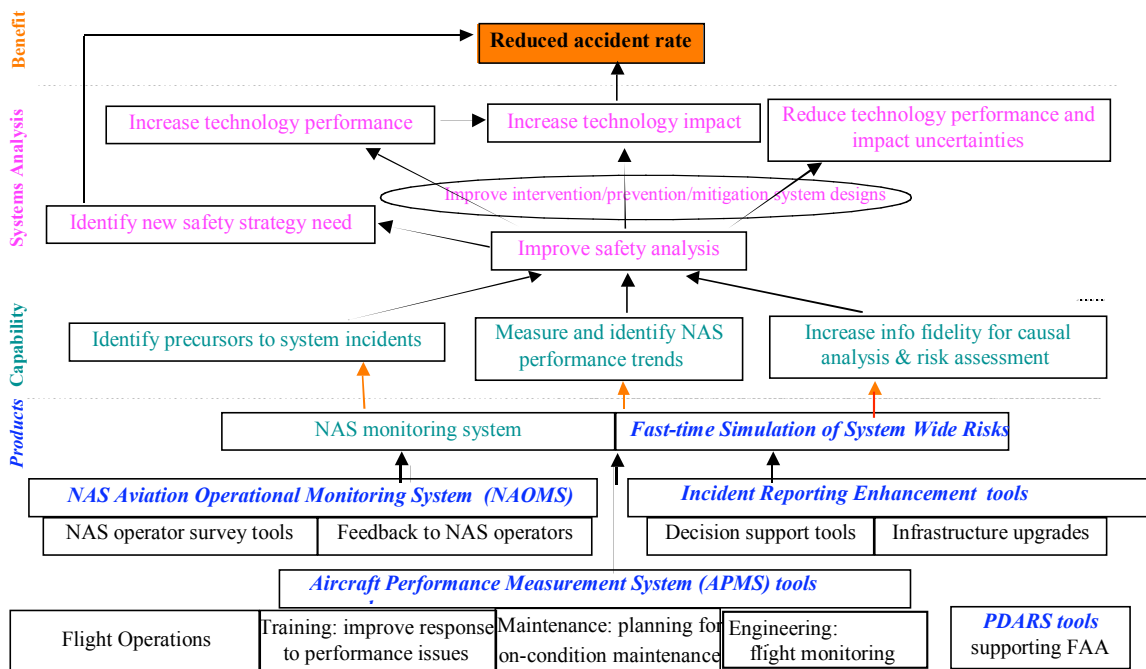 Benefit
Reduced accident rate
Systems Analysis
Increase technology performance
Increase technology impact
Reduce technology performance and
impact uncertainties
Improve intervention/prevention/mitigation system designs
Identify new safety strategy need
Improve safety analysis
Capability
Identify precursors to system incidents
Measure and identify NAS
performance trends
Increase info fidelity for causal
analysis & risk assessment
Products
NAS monitoring system
Fast-time Simulation of System Wide Risks
NAS Aviation Operational Monitoring System (NAOMS)
Incident Reporting Enhancement tools
NAS operator survey tools
Feedback to NAS operators
Decision support tools
Infrastructure upgrades
Aircraft Performance Measurement System (APMS) tools
Flight Operations
Training: improve response
to performance issues
Maintenance: planning for
on-condition maintenance
Engineering:
flight monitoring
PDARS tools
supporting FAA